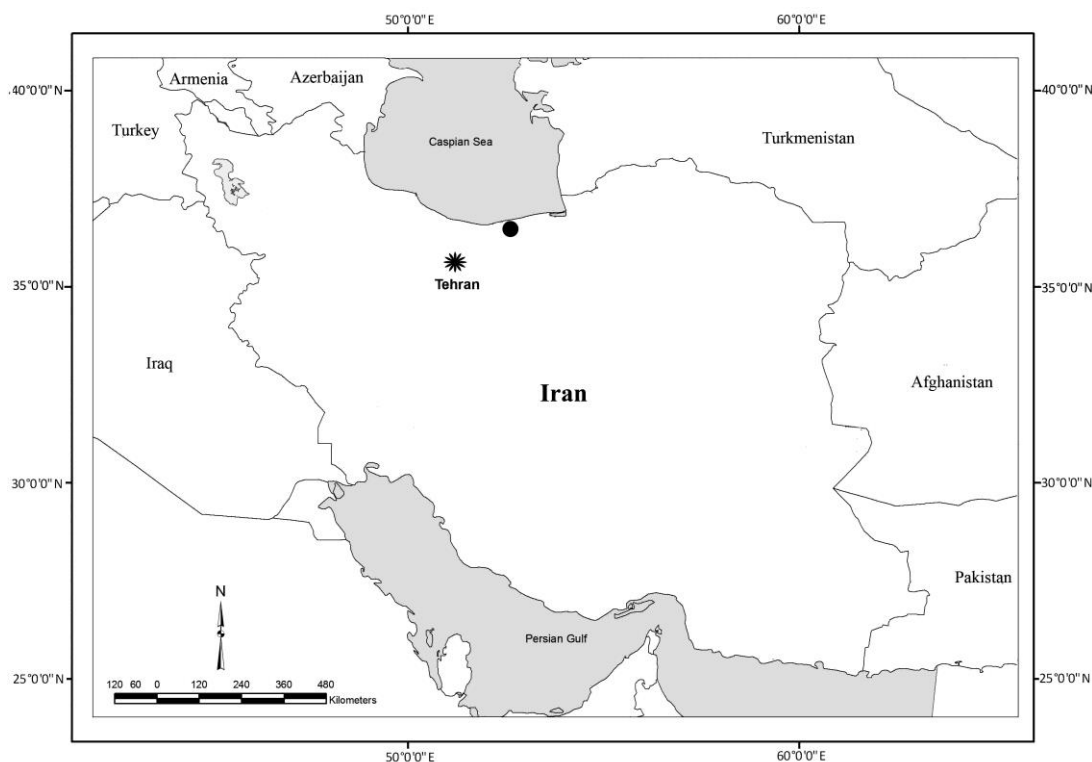 50°0'0"E
60°0'0"E
Armenia
Azerbaijan
40°0'0"N
40°0'0"N
Turkey
Caspian Sea
Turkmenistan
Tehran
35°0'0"N
35°0'0"N
Iraq
Iran
Afghanistan
30°0'0"N
30°0'0"N
Pakistan
N
Persian Gulf
25°0'0"N
25°0'0"N
120 60 0 120 240 360 480
Kilometers
50°0'0"E
60°0'0"E